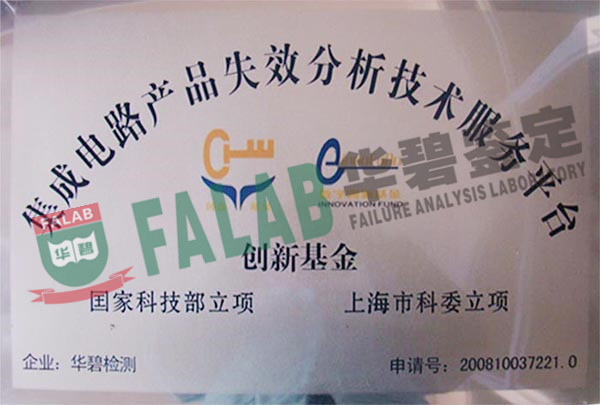 集成电路产品失效分析技术服务平台
INNOVATION FUND
FALAB
华碧
FALAB
华碧鉴定
FAILURE ANALYSIS LABORATORY
创新基金
国家科技部立项
上海市科委立项
企业：华碧检测
申请号：200810037221.0